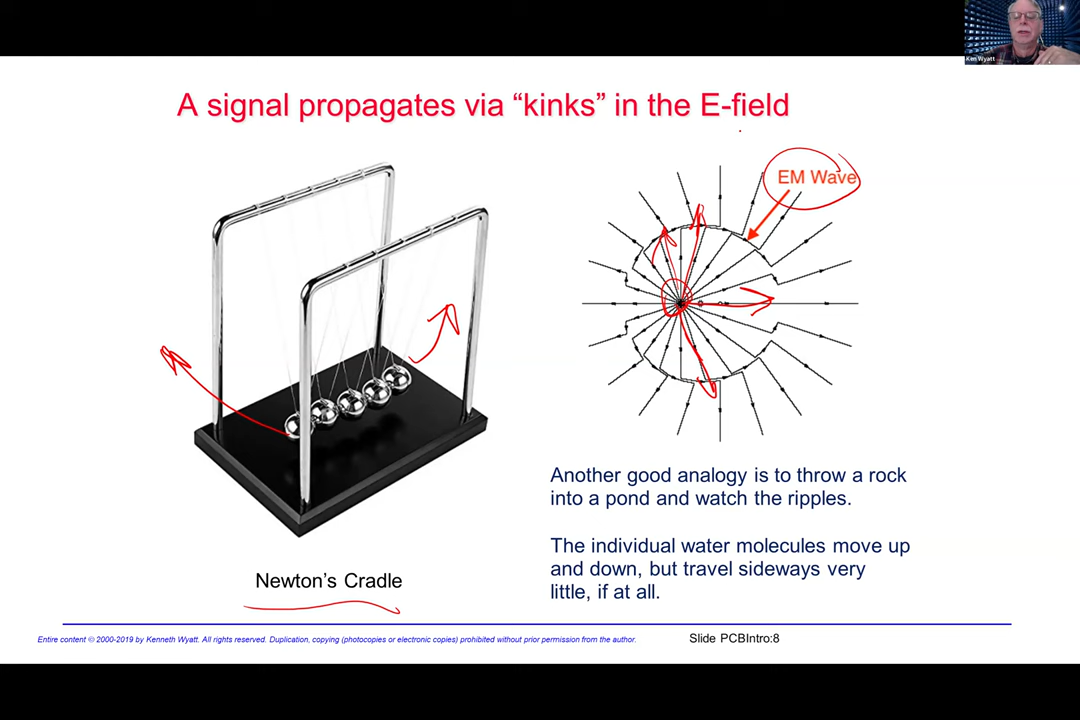 Ken Wyatt
A signal propagates via “kinks” in the E-field
EM Wave
Another good analogy is to throw a rock
into a pond and watch the ripples.
The individual water molecules move up
and down, but travel sideways very
little, if at all.
Newton’s Cradle
Entire content © 2000-2019 by Kenneth Wyatt. All rights reserved. Duplication, copying (photocopies or electronic copies) prohibited without prior permission from the author.
Slide PCBIntro:8